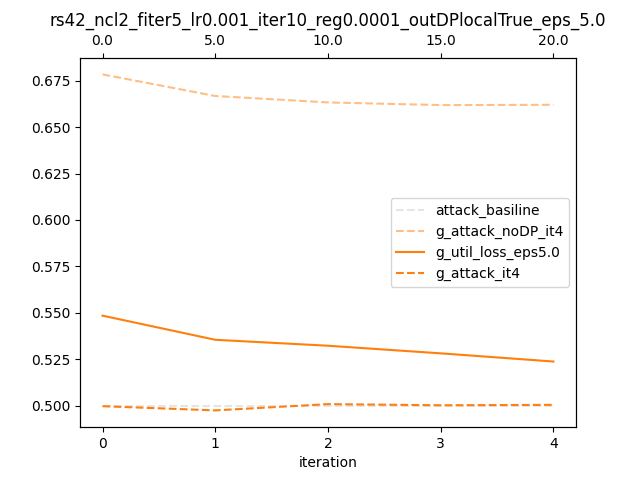 rs42_ncl2_fiter5_lr0.001_iter10_reg0.0001_outDPlocalTrue_eps_5.0
0.0 5.0 10.0 15.0 20.0
0.675
0.650
0.625
0.600
0.575
0.550
0.525
0.500
attack_basiline
g_attack_noDP_it4
g_util_loss_eps5.0
g_attack_it4
0 1 2 3 4
iteration